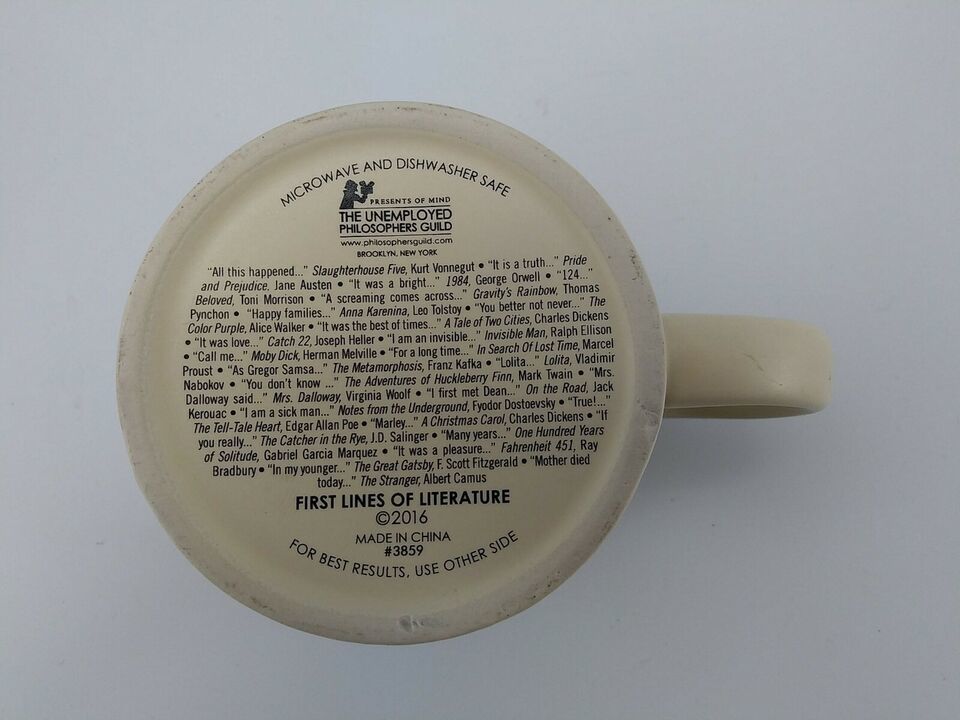 MICROWAVE AND DISHWASHER SAFE
PRESENTS OF MIND
THE UNEMPLOYED
PHILOSOPHERS GUILD
www.philosophersguild.com
BROOKLYN, NEW YORK
"All this happened..." Slaughterhouse Five, Kurt Vonnegut • "It is a truth..." Pride
and Prejudice, Jane Austen • "It was a bright..." 1984, George Orwell • "124..."
Beloved, Toni Morrison • "A screaming comes across..." Gravity's Rainbow, Thomas
Pynchon • "Happy families..." Anna Karenina, Leo Tolstoy • "You better not never..." The
Color Purple, Alice Walker • "It was the best of times..." A Tale of Two Cities, Charles Dickens
• "It was love..." Catch 22, Joseph Heller • "I am an invisible..." Invisible Man, Ralph Ellison
• "Call me..." Moby Dick, Herman Melville • "For a long time..." In Search Of Lost Time, Marcel
Proust • "As Gregor Samsa..." The Metamorphosis, Franz Kafka • "Lolita..." Lolita, Vladimir
Nabokov • "You don't know ..." The Adventures of Huckleberry Finn, Mark Twain • "Mrs.
Dalloway said..." Mrs. Dalloway, Virginia Woolf • "I first met Dean..." On the Road, Jack
Kerouac • "I am a sick man..." Notes from the Underground, Fyodor Dostoevsky • "True!..."
The Tell-Tale Heart, Edgar Allan Poe • "Marley..." A Christmas Carol, Charles Dickens • "If
you really..." The Catcher in the Rye, J.D. Salinger • "Many years..." One Hundred Years
of Solitude, Gabriel Garcia Marquez • "It was a pleasure..." Fahrenheit 451, Ray
Bradbury • "In my younger..." The Great Gatsby, F. Scott Fitzgerald • "Mother died
today..." The Stranger, Albert Camus
FIRST LINES OF LITERATURE
©2016
MADE IN CHINA
#3859
FOR BEST RESULTS, USE OTHER SIDE